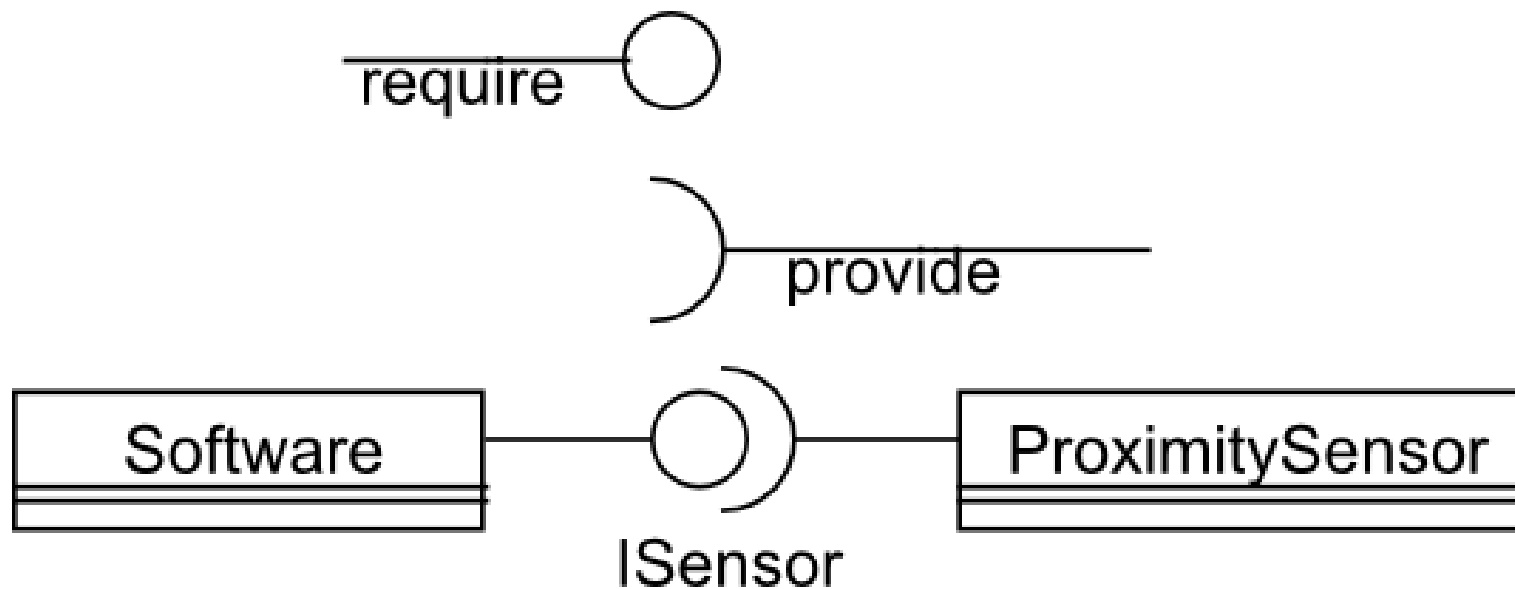 require
provide
Software
ProximitySensor
ISensor